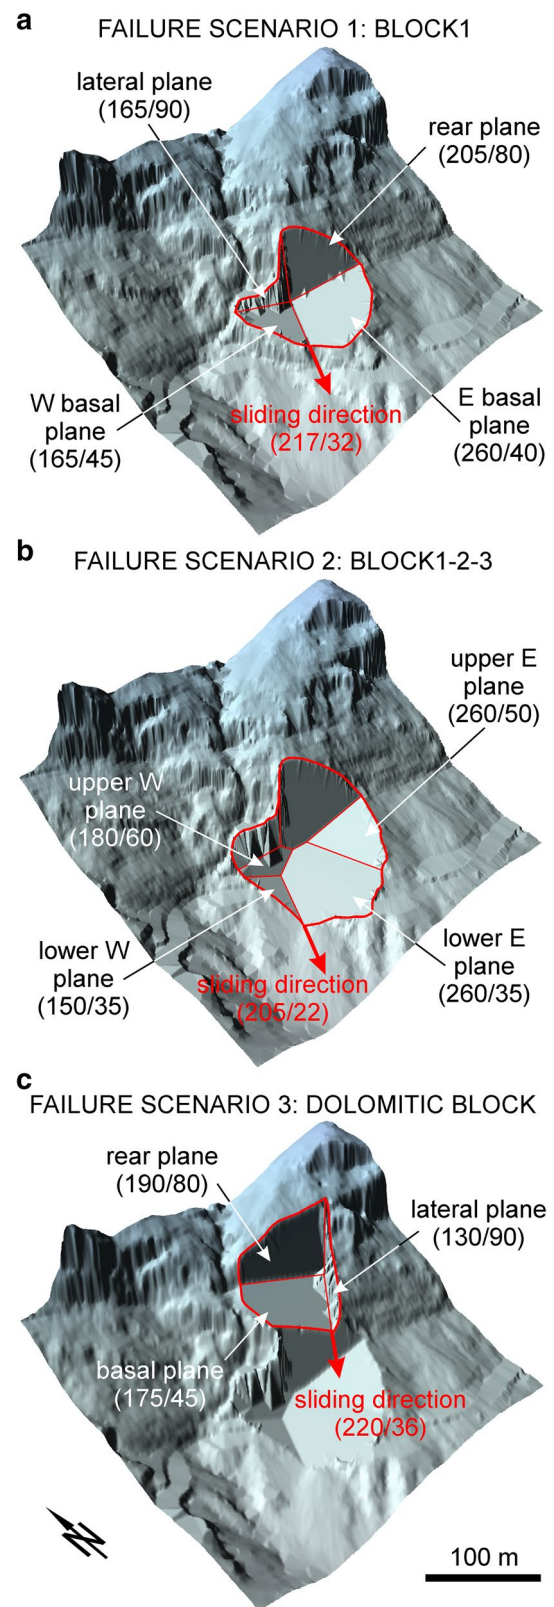 a
FAILURE SCENARIO 1: BLOCK1
lateral plane
(165/90)
rear plane
(205/80)
W basal
plane
(165/45)
sliding direction
(217/32)
E basal
plane
(260/40)
b
FAILURE SCENARIO 2: BLOCK1-2-3
upper E
plane
(260/50)
upper W
plane
(180/60)
lower W
plane
(150/35)
sliding direction
(205/22)
lower E
plane
(260/35)
c
FAILURE SCENARIO 3: DOLOMITIC BLOCK
rear plane
(190/80)
lateral plane
(130/90)
basal plane
(175/45)
sliding direction
(220/36)
N
100 m